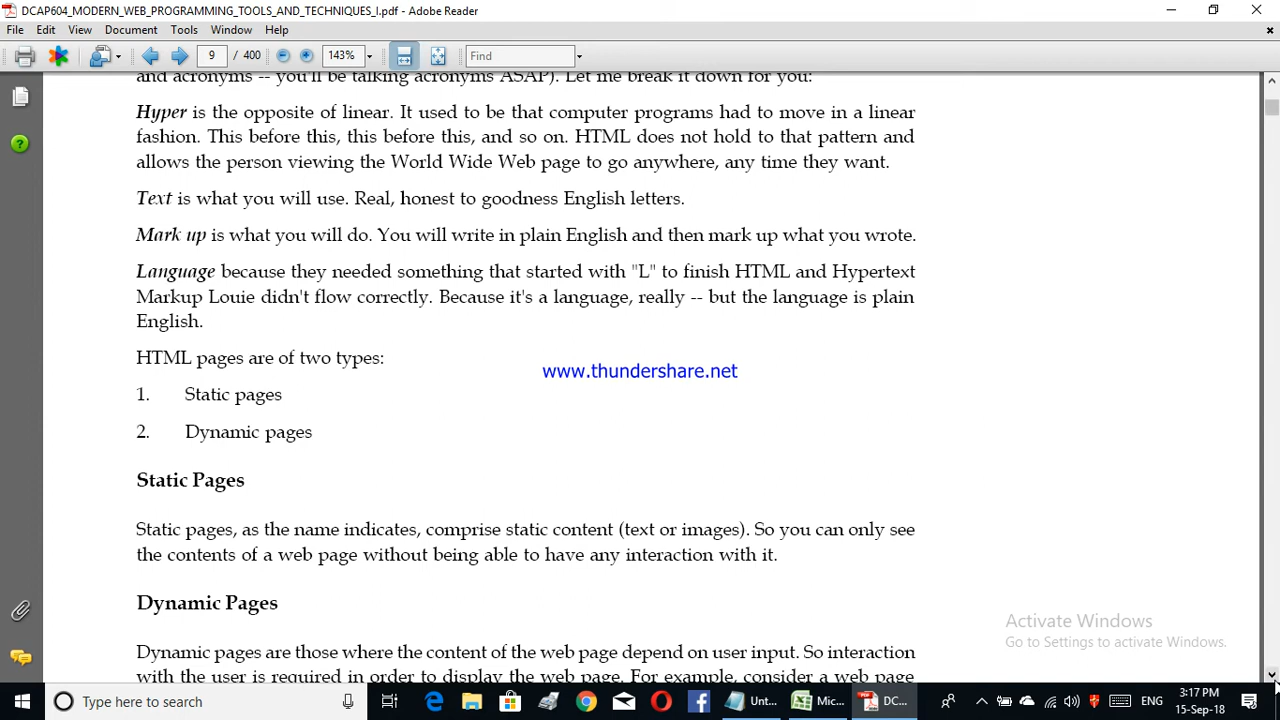 DCAP604_MODERN_WEB_PROGRAMMING_TOOLS_AND_TECHNIQUES_I.pdf - Adobe Reader
File Edit View Document Tools Window Help
9 / 400 143% Find
and acronyms -- you'll be talking acronyms ASAP). Let me break it down for you:
Hyper is the opposite of linear. It used to be that computer programs had to move in a linear
fashion. This before this, this before this, and so on. HTML does not hold to that pattern and
allows the person viewing the World Wide Web page to go anywhere, any time they want.
Text is what you will use. Real, honest to goodness English letters.
Mark up is what you will do. You will write in plain English and then mark up what you wrote.
Language because they needed something that started with "L" to finish HTML and Hypertext
Markup Louie didn't flow correctly. Because it's a language, really -- but the language is plain
English.
HTML pages are of two types:
www.thundershare.net
1. Static pages
2. Dynamic pages
Static Pages
Static pages, as the name indicates, comprise static content (text or images). So you can only see
the contents of a web page without being able to have any interaction with it.
Dynamic Pages
Activate Windows
Go to Settings to activate Windows.
Dynamic pages are those where the content of the web page depend on user input. So interaction
with the user is required in order to display the web page. For example, consider a web page
Type here to search
Unt...
Mic...
DC...
ENG
3:17 PM
15-Sep-18